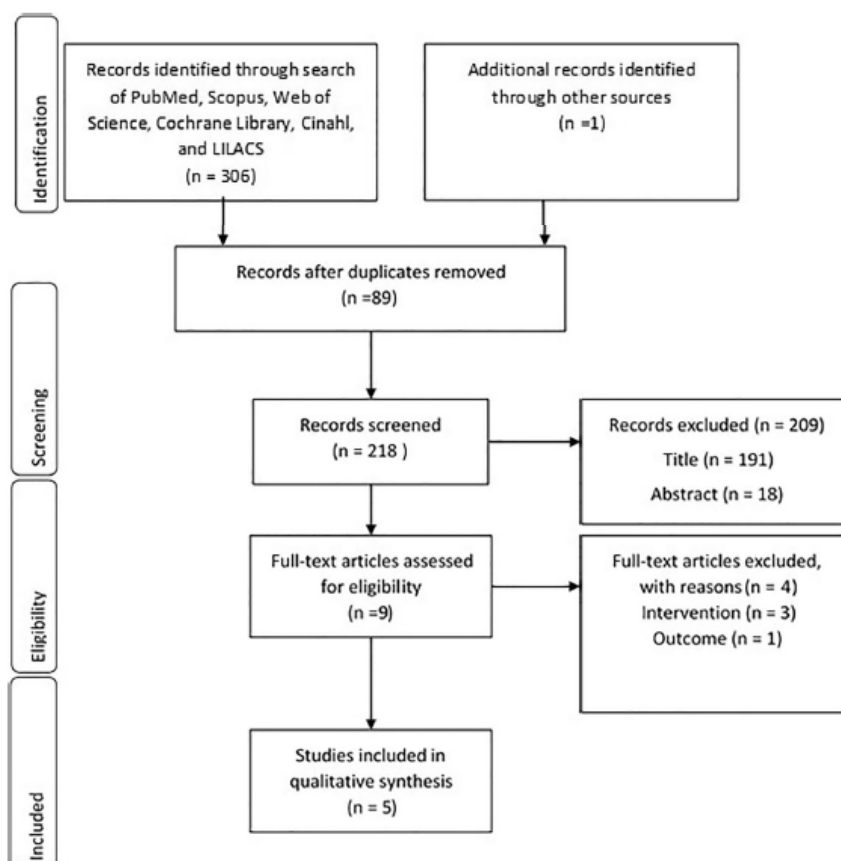 Identification
Records identified through search
of PubMed, Scopus, Web of
Science, Cochrane Library, Cinahl,
and LILACS
(n = 306)
Additional records identified
through other sources
(n =1)
Records after duplicates removed
(n =89)
Screening
Records screened
(n = 218 )
Records excluded (n = 209)
Title (n = 191)
Abstract (n = 18)
Eligibility
Full-text articles assessed
for eligibility
(n =9)
Full-text articles excluded,
with reasons (n = 4)
Intervention (n = 3)
Outcome (n = 1)
Included
Studies included in
qualitative synthesis
(n = 5)